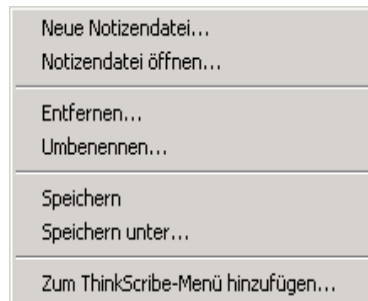 Neue Notizendatei...
Notizendatei öffnen...
Entfernen...
Umbenennen...
Speichern
Speichern unter...
Zum ThinkScribe-Menü hinzufügen...